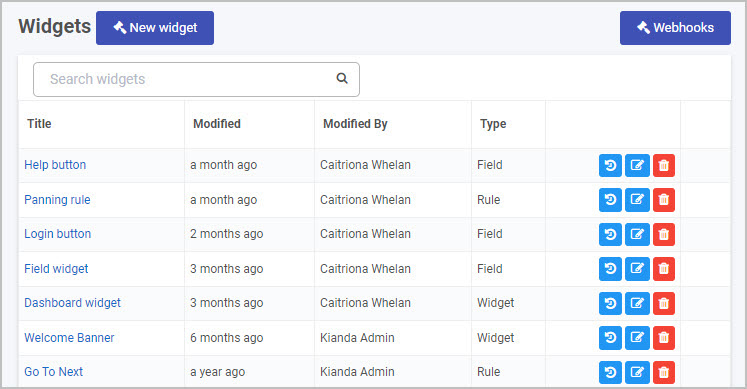 Widgets New widget Webhooks
Search widgets
Title Modified Modified By Type
Help button a month ago Caitriona Whelan Field
Panning rule a month ago Caitriona Whelan Rule
Login button 2 months ago Caitriona Whelan Field
Field widget 3 months ago Caitriona Whelan Field
Dashboard widget 3 months ago Caitriona Whelan Widget
Welcome Banner 6 months ago Kianda Admin Widget
Go To Next a year ago Kianda Admin Rule